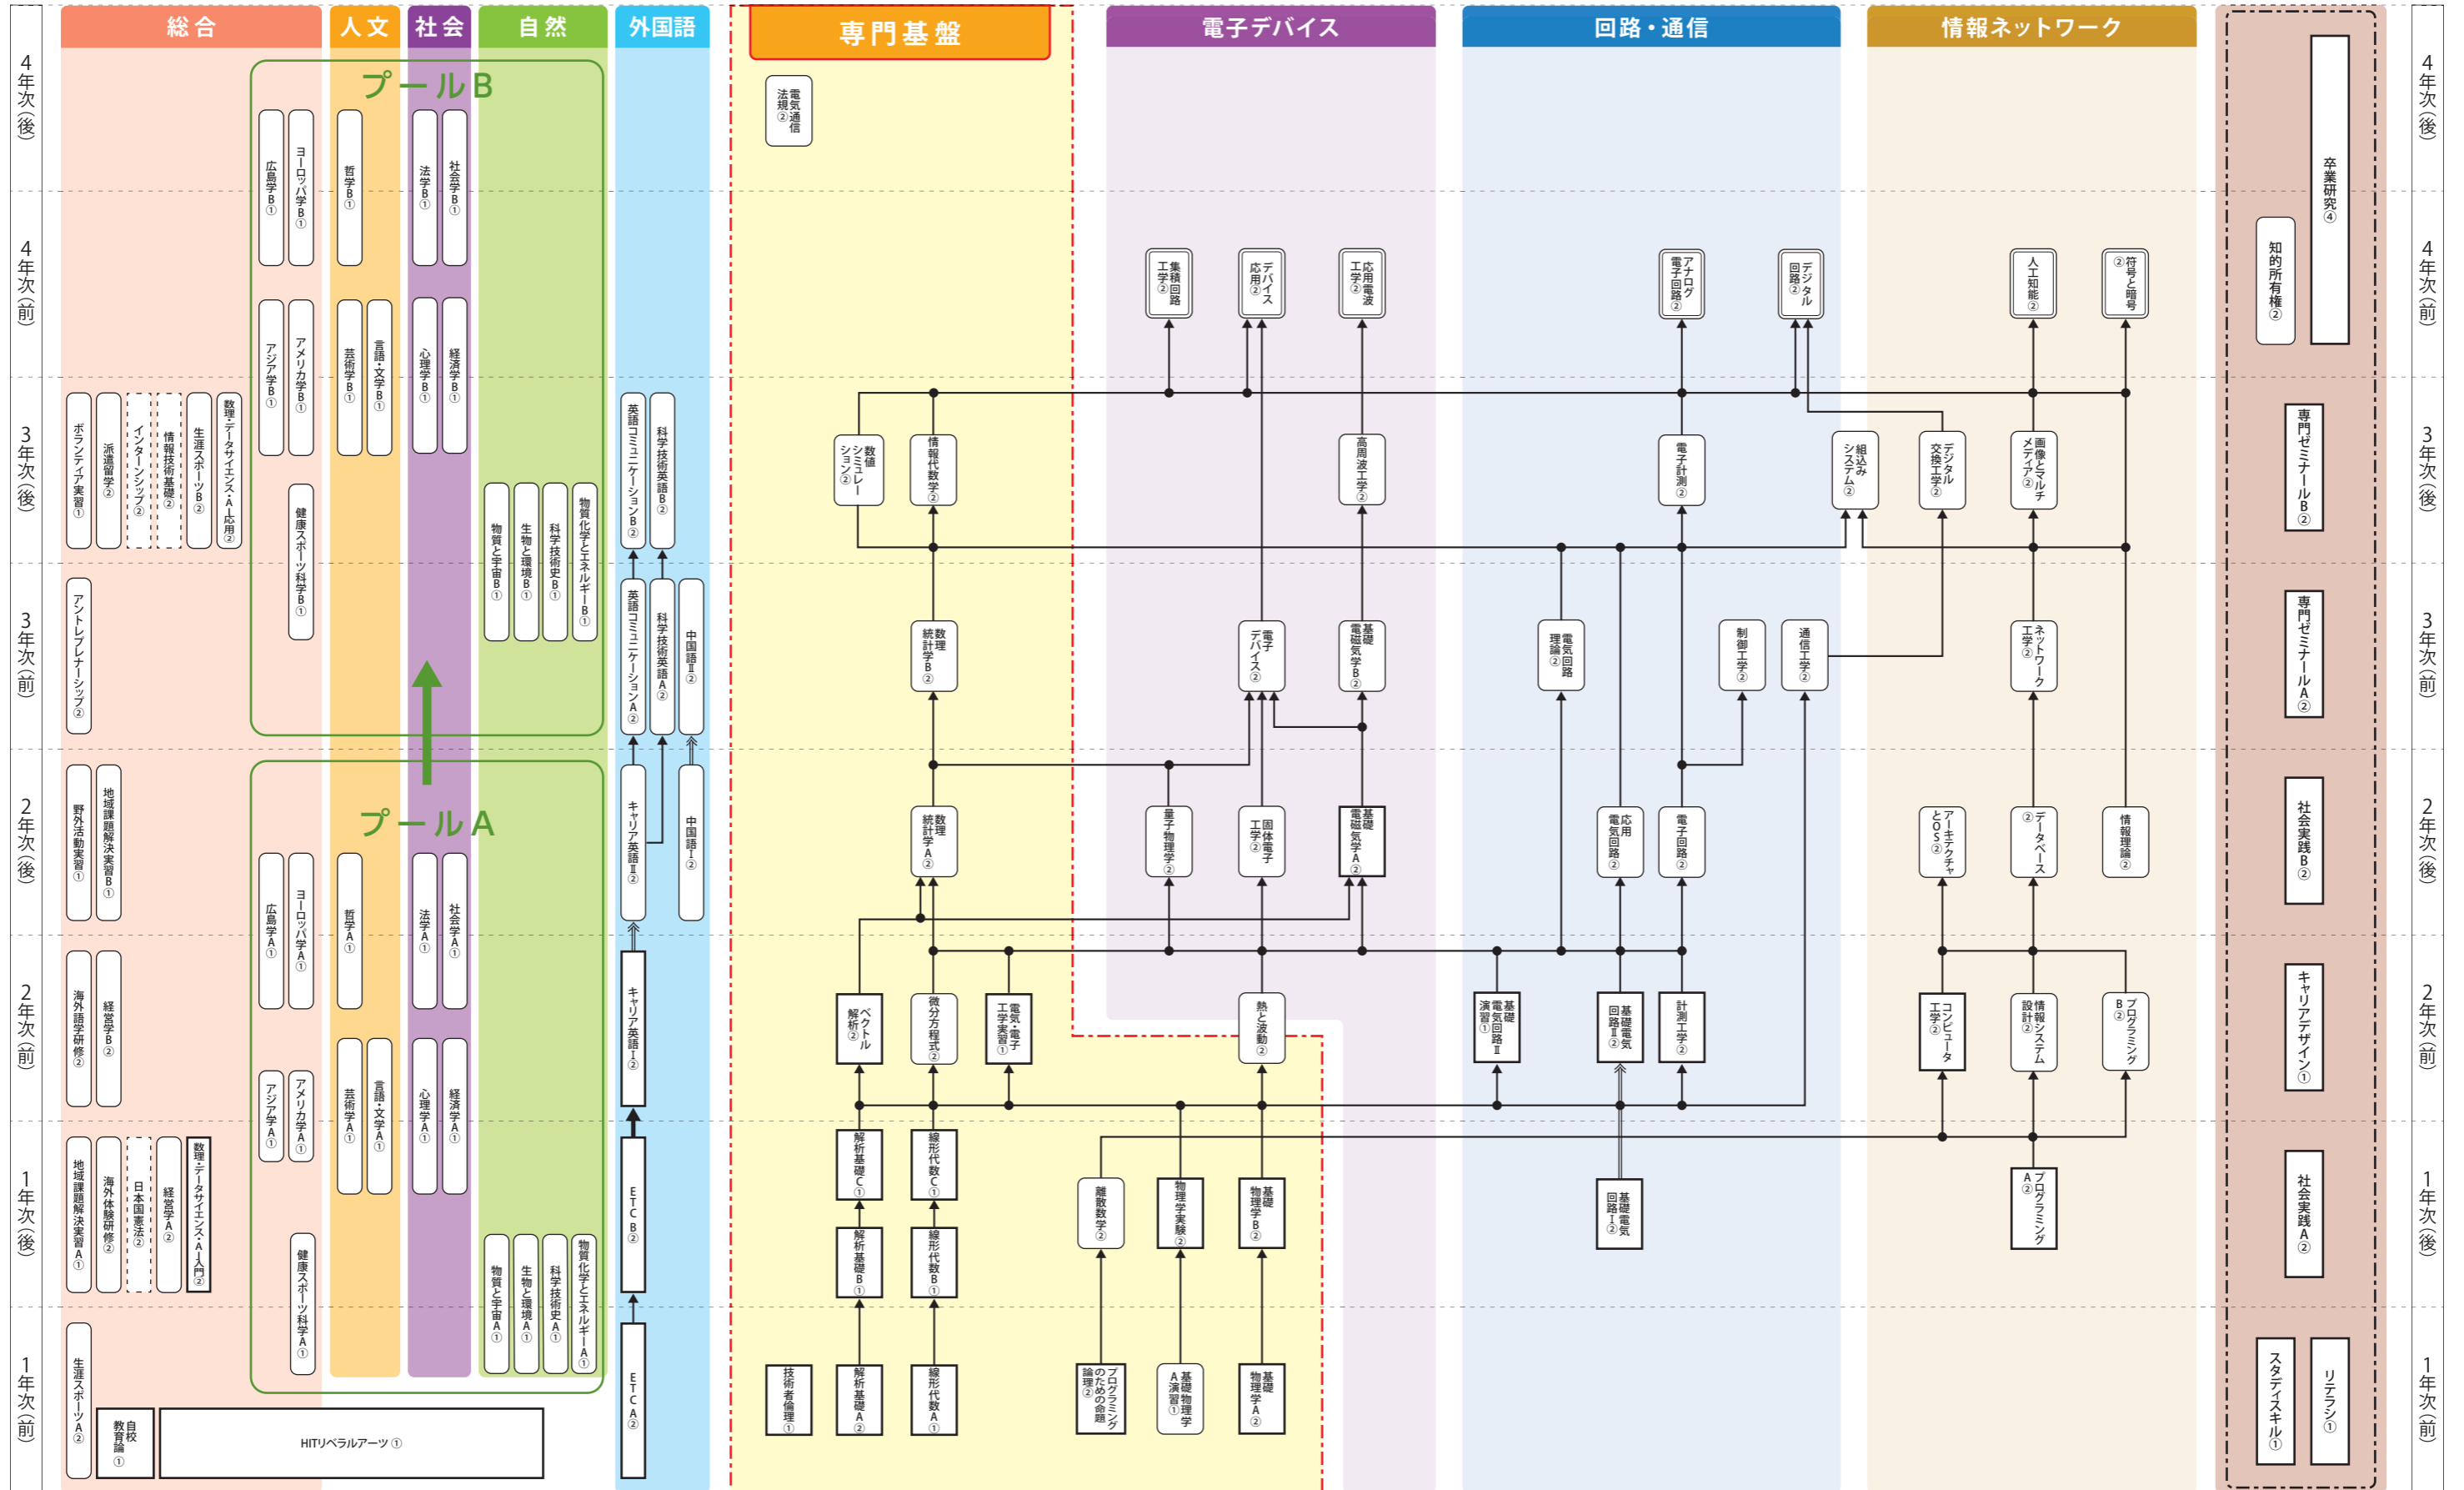 総合
人文
社会
自然
外国語
専門基盤
電子デバイス
回路・通信
情報ネットワーク
4年次(後)
プールB
広島学B①
ヨーロッパ学B①
哲学B①
法学B①
社会学B①
電気通信
法規②
卒業研究④
4年次(後)
4年次(前)
アジア学B①
アメリカ学B①
芸術学B①
言語・文学B①
心理学B①
経済学B①
集積回路
工学②
デバイス
応用②
応用電波
工学②
アナログ
電子回路②
デジタル
回路②
人工知能②
符号と暗号
②
知的所有権②
4年次(前)
3年次(後)
ボランティア実習①
派遣留学②
インターンシップ②
情報技術基礎②
生涯スポーツB②
数理・データサイエンス・AI応用②
健康スポーツ科学B①
物質と宇宙B①
生物と環境B①
科学技術史B①
物質化学とエネルギーB①
英語コミュニケーションB②
科学技術英語B②
数値
シミュレー
ション②
情報代数学②
高周波工学②
電子計測②
組込み
システム②
デジタル
交換工学②
画像とマルチ
メディア②
専門ゼミナールB②
3年次(後)
3年次(前)
アントレプレナーシップ②
英語コミュニケーションA②
科学技術英語A②
中国語Ⅱ②
数理
統計学B②
電子
デバイス②
基礎
電磁気学B②
電気回路
理論②
制御工学②
通信工学②
ネットワーク
工学②
専門ゼミナールA②
3年次(前)
2年次(後)
野外活動実習①
地域課題解決実習B①
プールA
広島学A①
ヨーロッパ学A①
哲学A①
法学A①
社会学A①
キャリア英語Ⅱ②
中国語Ⅰ②
数理
統計学A②
量子物理学②
固体電子
工学②
基礎
電磁気学A②
応用
電気回路②
電子回路②
アーキテクチャ
とOS②
データベース
②
情報理論②
社会実践B②
2年次(後)
2年次(前)
海外語学研修②
経営学B②
アジア学A①
アメリカ学A①
芸術学A①
言語・文学A①
心理学A①
経済学A①
キャリア英語Ⅰ②
ベクトル
解析②
微分方程式②
電気・電子
工学実習①
熱と波動②
基礎
電気回路Ⅱ
演習①
基礎電気
回路Ⅱ②
計測工学②
コンピュータ
工学②
情報システム
設計②
プログラミング
B②
キャリアデザイン①
2年次(前)
1年次(後)
地域課題解決実習A①
海外体験研修②
日本国憲法②
経営学A②
数理・データサイエンス・AI入門②
健康スポーツ科学A①
物質と宇宙A①
生物と環境A①
科学技術史A①
物質化学とエネルギーA①
ETC B②
解析基礎C①
線形代数C①
解析基礎B①
線形代数B①
離散数学②
物理学実験②
基礎
物理学B②
基礎電気
回路Ⅰ②
プログラミング
A②
社会実践A②
1年次(後)
1年次(前)
生涯スポーツA②
自校
教育論①
HITリベラルアーツ①
ETC A②
技術者倫理①
解析基礎A②
線形代数A①
プログラミング
のための命題
論理②
基礎物理学
A演習①
基礎
物理学A②
スタディスキル①
リテラシ①
1年次(前)